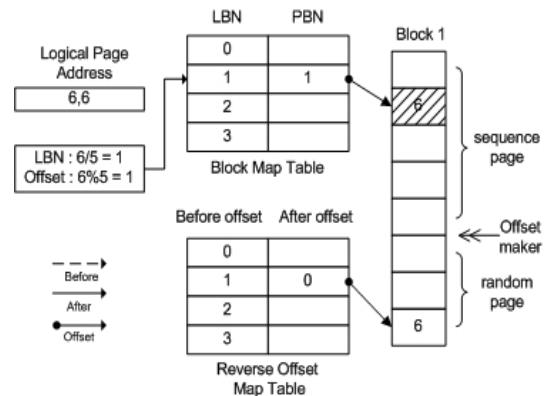 LBN PBN
Block 1
Logical Page
Address
6,6
LBN : 6/5 = 1
Offset : 6%5 = 1
0
1 1
2
3
Block Map Table
6
sequence
page
Before offset After offset
Offset
maker
0
1 0
2
3
random
page
6
Before
After
Offset
Reverse Offset
Map Table